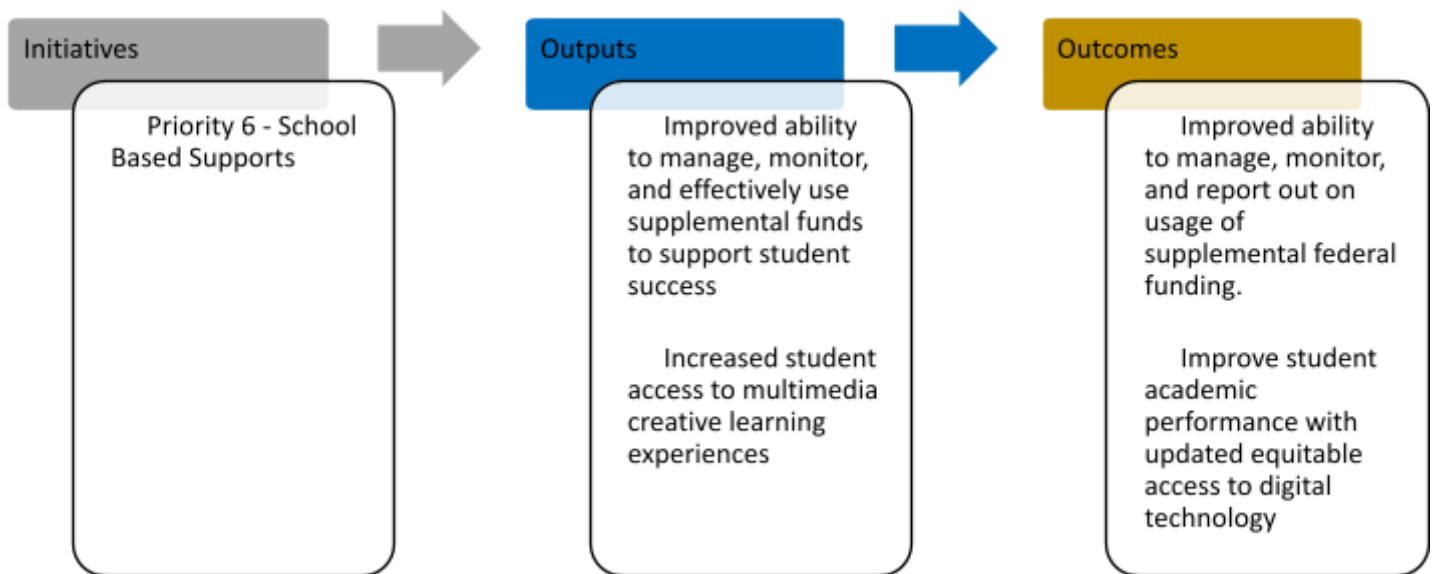 Initiatives
Priority 6 - School
Based Supports
Outputs
Improved ability
to manage, monitor,
and effectively use
supplemental funds
to support student
success
Increased student
access to multimedia
creative learning
experiences
Outcomes
Improved ability
to manage, monitor,
and report out on
usage of
supplemental federal
funding.
Improve student
academic
performance with
updated equitable
access to digital
technology